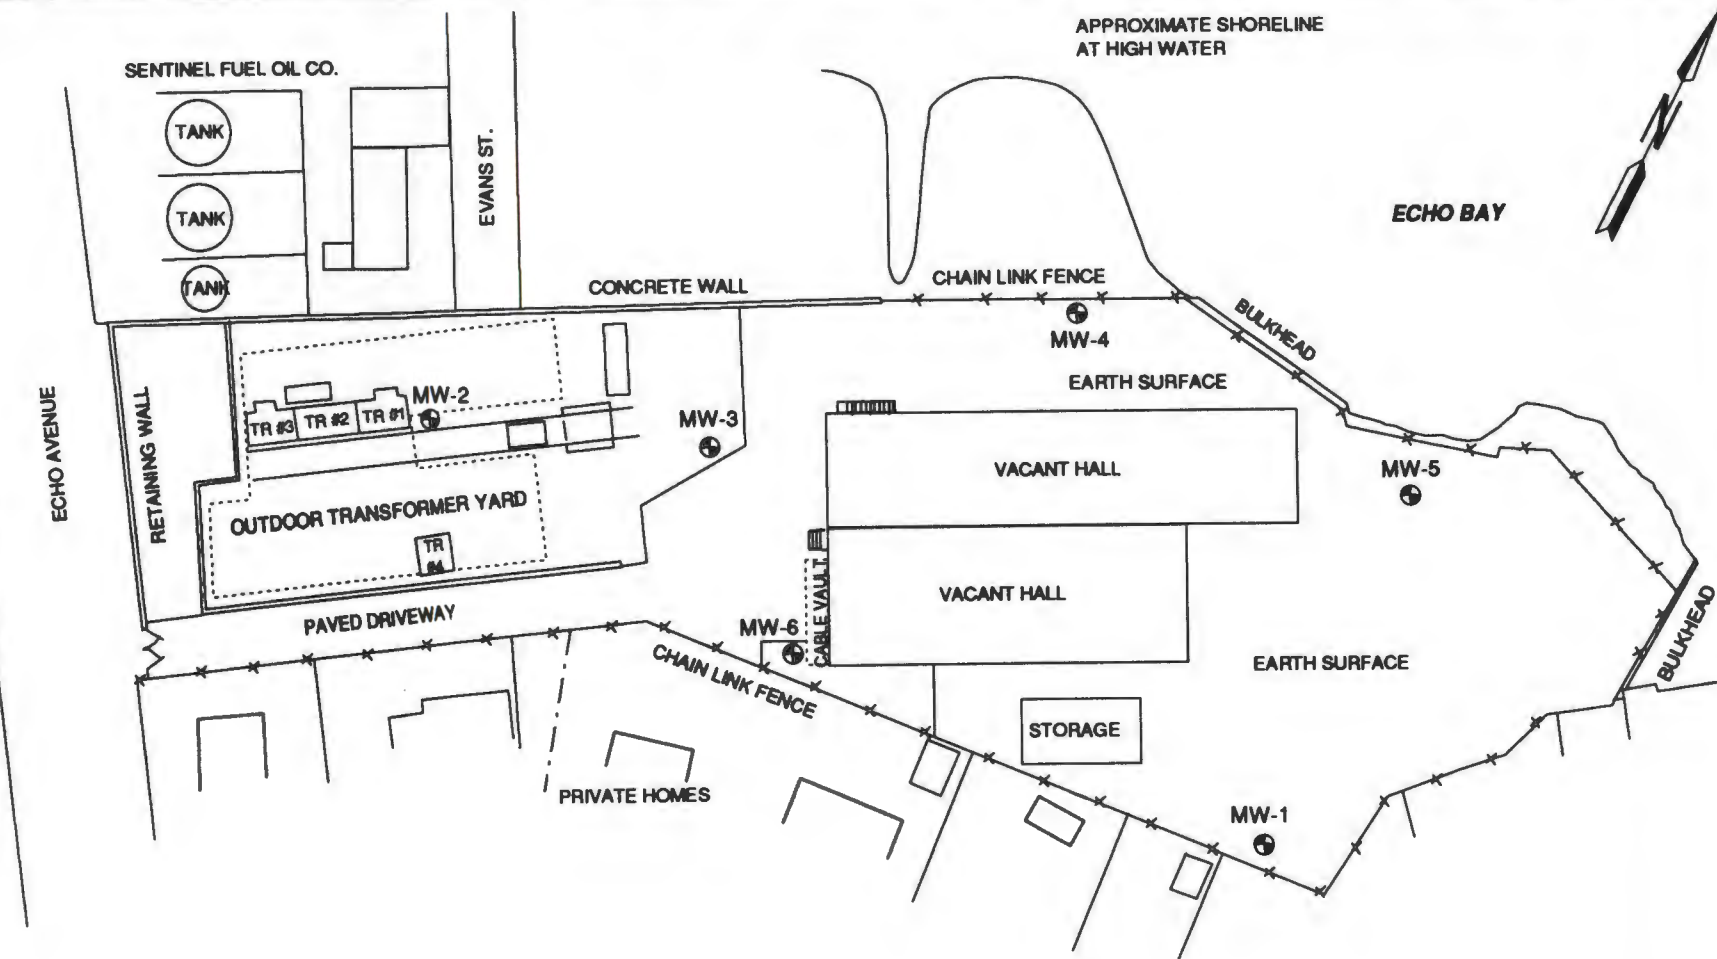 APPROXIMATE SHORELINE
AT HIGH WATER
SENTINEL FUEL OIL CO.
TANK
TANK
TANK
EVANS ST.
N
ECHO BAY
CONCRETE WALL
CHAIN LINK FENCE
BULKHEAD
MW-4
EARTH SURFACE
ECHO AVENUE
RETAINING WALL
MW-2
TR #3
TR #2
TR #1
MW-3
VACANT HALL
MW-5
OUTDOOR TRANSFORMER YARD
TR
#4
CABLE VAULT
VACANT HALL
PAVED DRIVEWAY
MW-6
CHAIN LINK FENCE
EARTH SURFACE
BULKHEAD
STORAGE
PRIVATE HOMES
MW-1